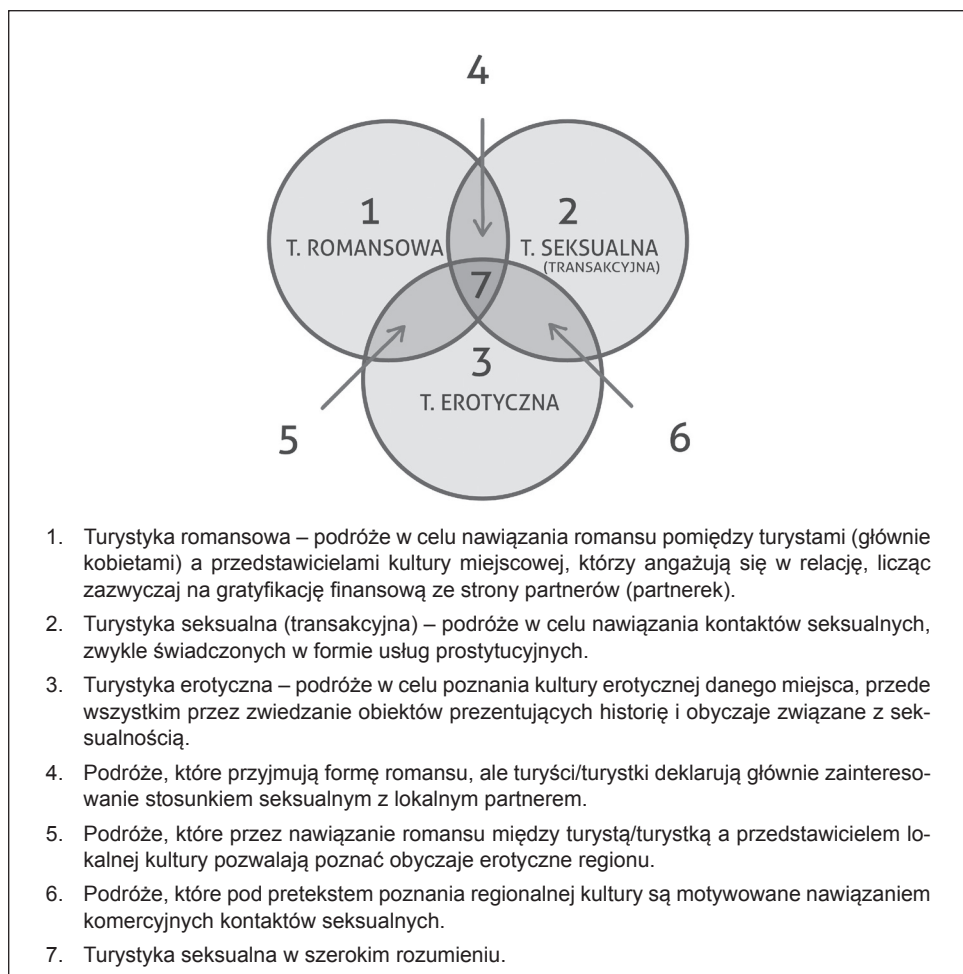 4
1
T. ROMANSOWA
2
T. SEKSUALNA
(TRANSAKCYJNA)
7
3
T. EROTYCZNA
5
6
1. Turystyka romansowa – podróże w celu nawiązania romansu pomiędzy turystami (głównie
kobietami) a przedstawicielami kultury miejscowej, którzy angażują się w relację, licząc
zazwyczaj na gratyfikację finansową ze strony partnerów (partnerek).
2. Turystyka seksualna (transakcyjna) – podróże w celu nawiązania kontaktów seksualnych,
zwykle świadczonych w formie usług prostytucyjnych.
3. Turystyka erotyczna – podróże w celu poznania kultury erotycznej danego miejsca, przede
wszystkim przez zwiedzanie obiektów prezentujących historię i obyczaje związane z sek-
sualnością.
4. Podróże, które przyjmują formę romansu, ale turyści/turystki deklarują głównie zaintereso-
wanie stosunkiem seksualnym z lokalnym partnerem.
5. Podróże, które przez nawiązanie romansu między turystą/turystką a przedstawicielem lo-
kalnej kultury pozwalają poznać obyczaje erotyczne regionu.
6. Podróże, które pod pretekstem poznania regionalnej kultury są motywowane nawiązaniem
komercyjnych kontaktów seksualnych.
7. Turystyka seksualna w szerokim rozumieniu.